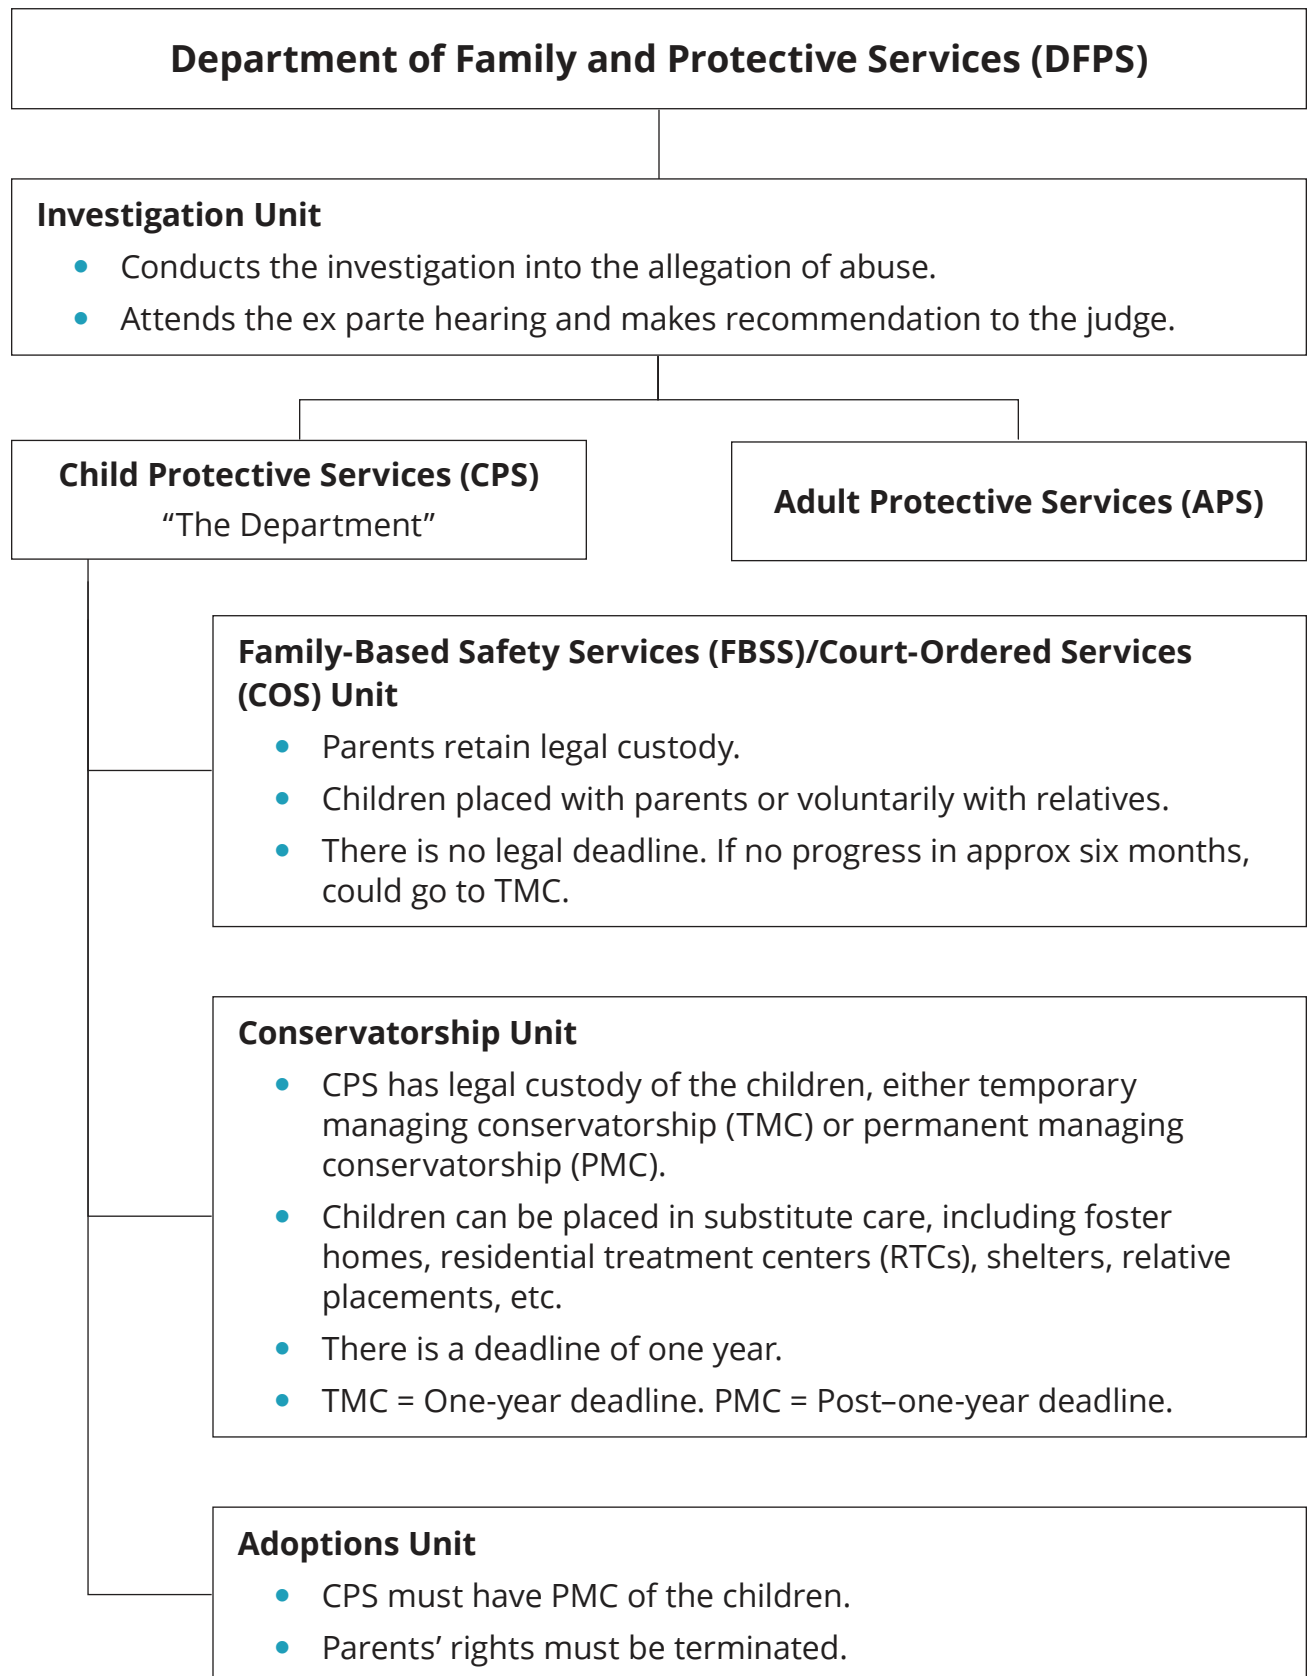 Department of Family and Protective Services (DFPS)
Investigation Unit
• Conducts the investigation into the allegation of abuse.
• Attends the ex parte hearing and makes recommendation to the judge.
Child Protective Services (CPS)
“The Department”
Adult Protective Services (APS)
Family-Based Safety Services (FBSS)/Court-Ordered Services
(COS) Unit
• Parents retain legal custody.
• Children placed with parents or voluntarily with relatives.
• There is no legal deadline. If no progress in approx six months,
could go to TMC.
Conservatorship Unit
• CPS has legal custody of the children, either temporary
managing conservatorship (TMC) or permanent managing
conservatorship (PMC).
• Children can be placed in substitute care, including foster
homes, residential treatment centers (RTCs), shelters, relative
placements, etc.
• There is a deadline of one year.
• TMC = One-year deadline. PMC = Post–one-year deadline.
Adoptions Unit
• CPS must have PMC of the children.
• Parents’ rights must be terminated.